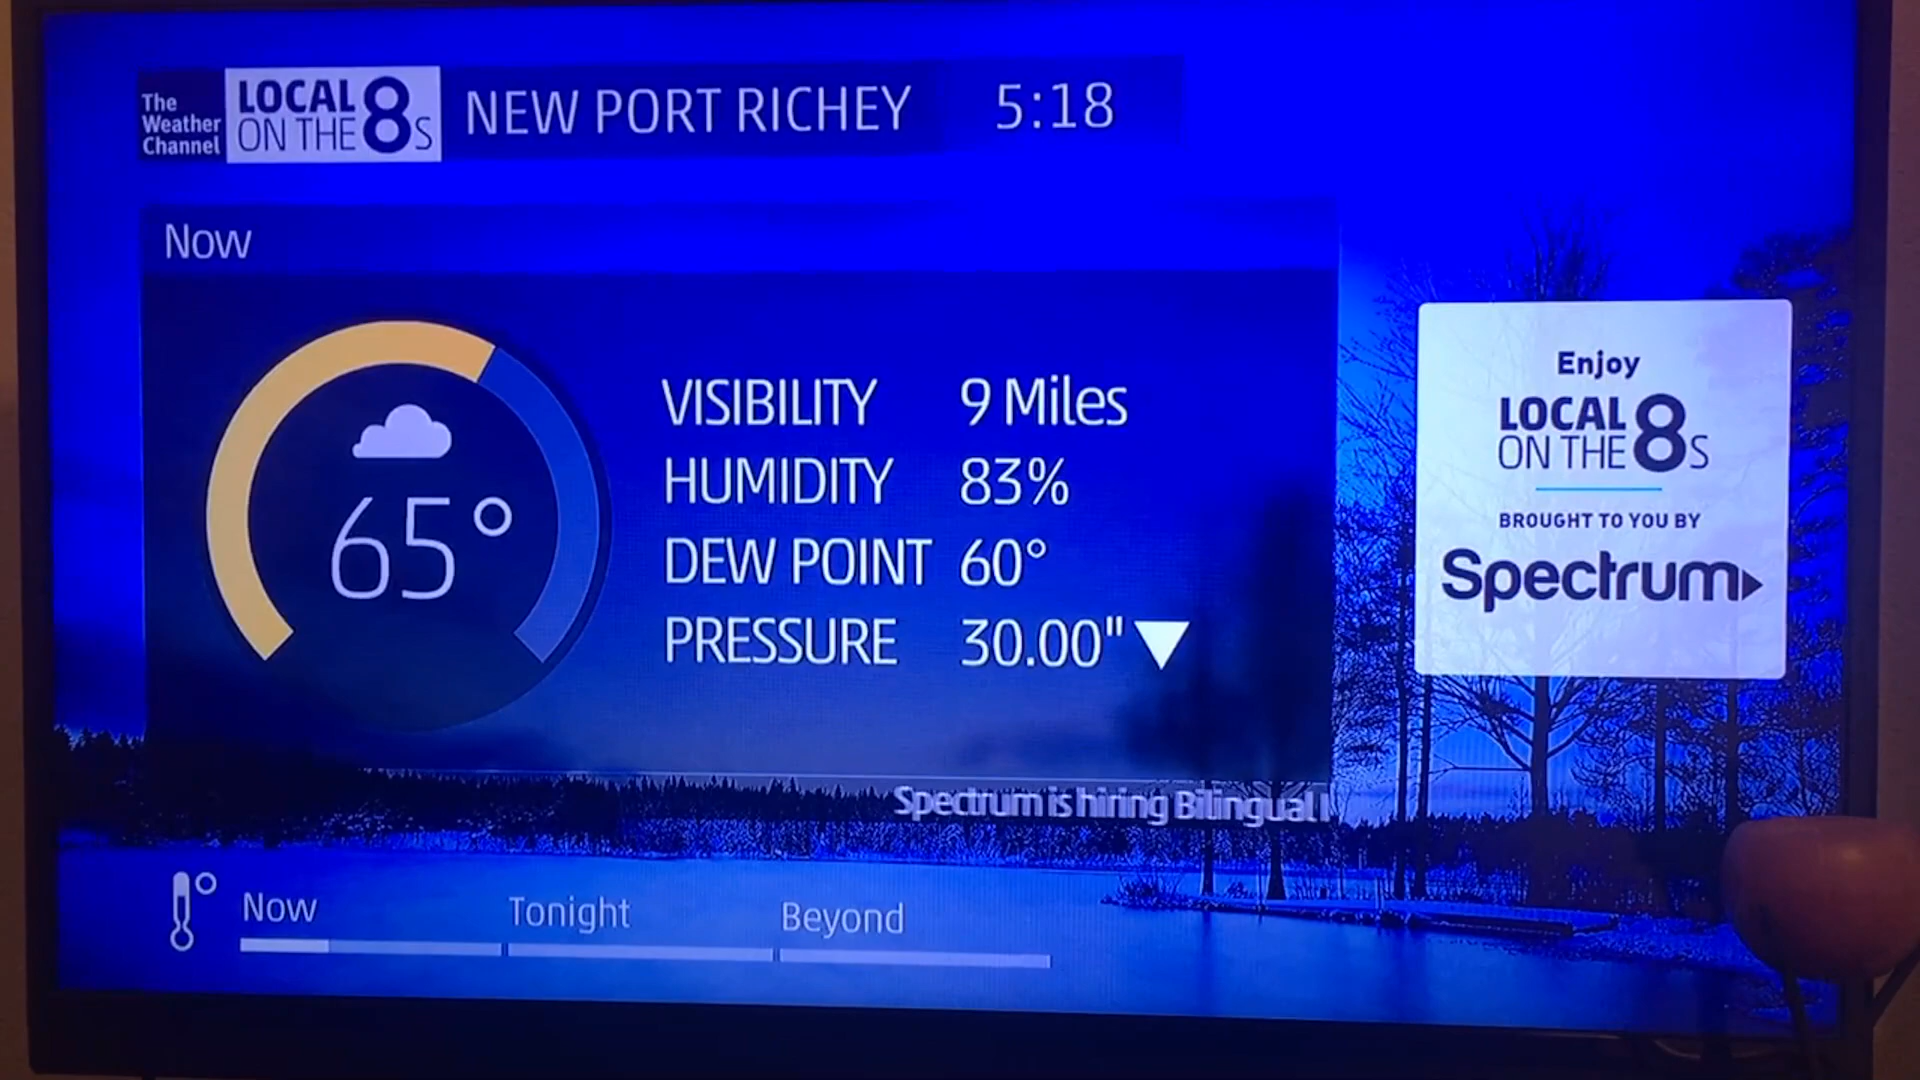 The
Weather
Channel
LOCAL
ON THE 8s
NEW PORT RICHEY 5:18
Now
65°
VISIBILITY 9 Miles
HUMIDITY 83%
DEW POINT 60°
PRESSURE 30.00"
Enjoy
LOCAL
ON THE 8s
BROUGHT TO YOU BY
Spectrum
Spectrum is hiring Bilingual
Now Tonight Beyond